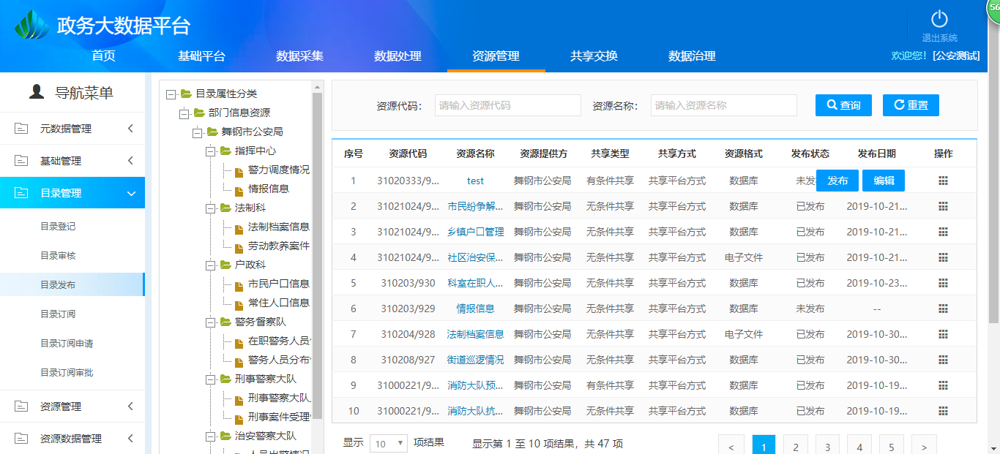 政务大数据平台
56
退出系统
首页 基础平台 数据采集 数据处理 资源管理 共享交换 数据治理 欢迎您! [公安测试]
导航菜单
元数据管理
基础管理
目录管理
目录登记
目录审核
目录发布
目录订阅
目录订阅申请
目录订阅审批
资源管理
资源数据管理
目录属性分类
部门信息资源
舞钢市公安局
指挥中心
警力调度情况
情报信息
法制科
法制档案信息
劳动教养案件
户政科
市民户口信息
常住人口信息
警务督察队
在职警务人员
警务人员分布
刑事警察大队
刑事警察大队
刑事案件受理
治安警察大队
资源代码: 请输入资源代码 资源名称: 请输入资源名称 查询 重置
序号 资源代码 资源名称 资源提供方 共享类型 共享方式 资源格式 发布状态 发布日期 操作
1 31020333/9... test 舞钢市公安局 有条件共享 共享平台方式 数据库 未发 发布 编辑
2 31021024/9... 市民纷争解... 舞钢市公安局 无条件共享 共享平台方式 数据库 已发布 2019-10-21...
3 31021024/9... 乡镇户口管理 舞钢市公安局 无条件共享 共享平台方式 数据库 已发布 2019-10-21...
4 31021024/9... 社区治安保... 舞钢市公安局 无条件共享 共享平台方式 电子文件 已发布 2019-10-21...
5 310203/930 科室在职人... 舞钢市公安局 无条件共享 共享平台方式 数据库 已发布 2019-10-23...
6 310203/929 情报信息 舞钢市公安局 无条件共享 共享平台方式 数据库 未发布 --
7 310204/928 法制档案信息 舞钢市公安局 无条件共享 共享平台方式 电子文件 已发布 2019-10-30...
8 310208/927 街道巡逻情况 舞钢市公安局 无条件共享 共享平台方式 数据库 已发布 2019-10-30...
9 31000221/9... 消防大队预... 舞钢市公安局 有条件共享 共享平台方式 数据库 已发布 2019-10-19...
10 31000221/9... 消防大队抗... 舞钢市公安局 无条件共享 共享平台方式 数据库 已发布 2019-10-19...
显示 10 项结果 显示第 1 至 10 项结果，共 47 项 < 1 2 3 4 5 >